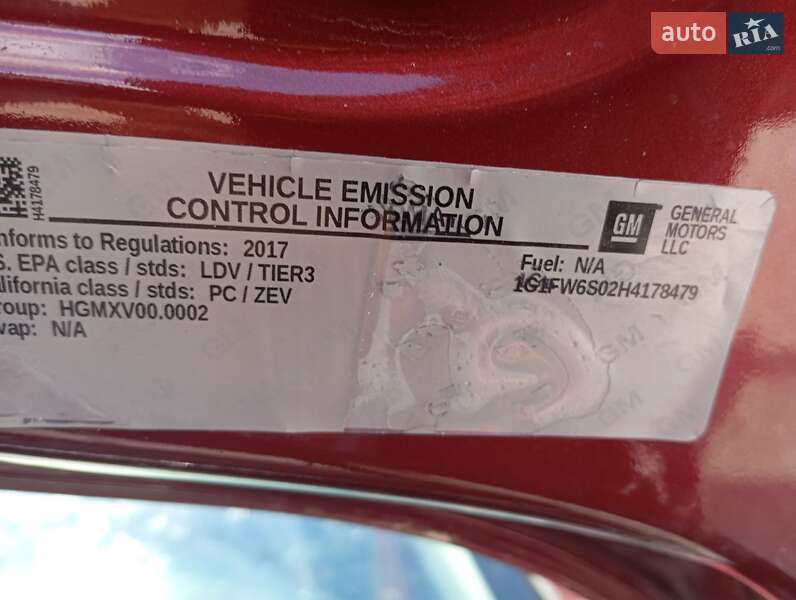 auto RIA
.com
H4178479
VEHICLE EMISSION
CONTROL INFORMATION
GM
GENERAL
MOTORS
LLC
nforms to Regulations: 2017
S. EPA class / stds: LDV / TIER3
alifornia class / stds: PC / ZEV
roup: HGMXV00.0002
vap: N/A
Fuel: N/A
1G1FW6S02H4178479